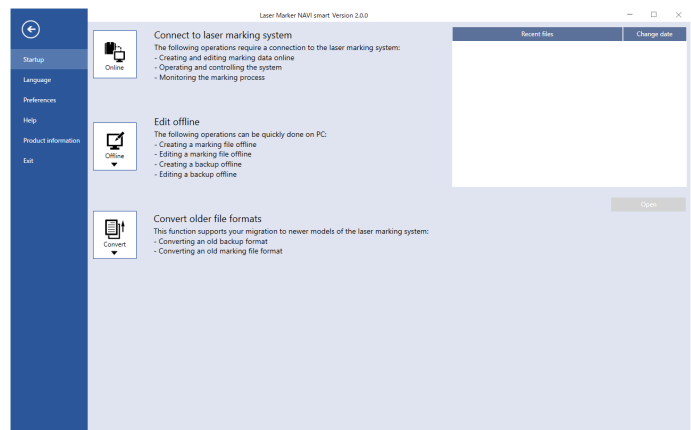 Laser Marker NAVI smart Version 2.0.0
Startup
Language
Preferences
Help
Product information
Exit
Online
Connect to laser marking system
The following operations require a connection to the laser marking system:
- Creating and editing marking data online
- Operating and controlling the system
- Monitoring the marking process
Offline
Edit offline
The following operations can be quickly done on PC:
- Creating a marking file offline
- Editing a marking file offline
- Creating a backup offline
- Editing a backup offline
Convert
Convert older file formats
This function supports your migration to newer models of the laser marking system:
- Converting an old backup format
- Converting an old marking file format
Recent files
Change date
Open